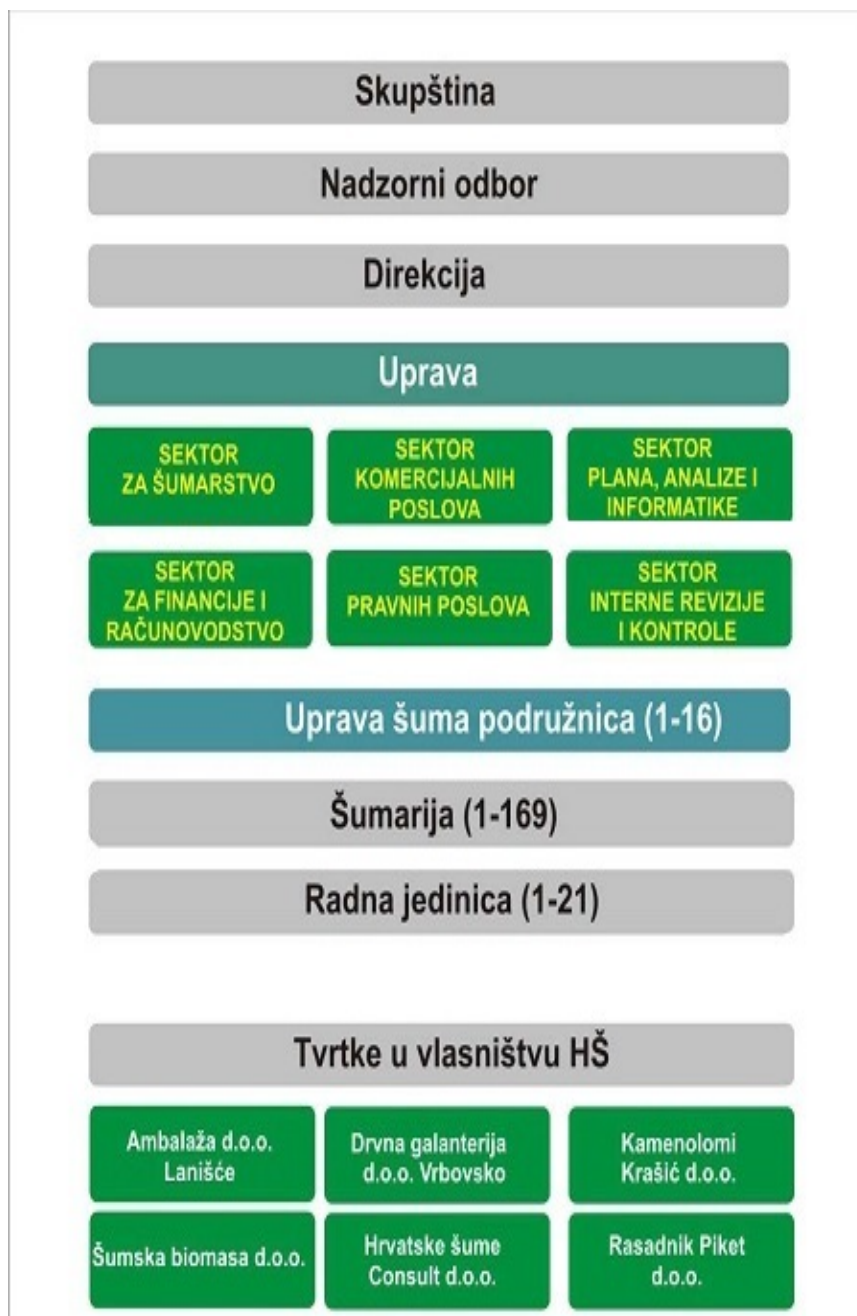 Skupština
Nadzorni odbor
Direkcija
Uprava
SEKTOR
ZA ŠUMARSTVO
SEKTOR
KOMERCIJALNIH
POSLOVA
SEKTOR
PLANA, ANALIZE I
INFORMATIKE
SEKTOR
ZA FINANCIJE I
RAČUNOVODSTVO
SEKTOR
PRAVNIH POSLOVA
SEKTOR
INTERNE REVIZIJE
I KONTROLE
Uprava šuma podružnica (1-16)
Šumarija (1-169)
Radna jedinica (1-21)
Tvrtke u vlasništvu HŠ
Ambalaža d.o.o.
Lanišće
Drvna galanterija
d.o.o. Vrbovsko
Kamenolomi
Krašić d.o.o.
Šumska biomasa d.o.o.
Hrvatske šume
Consult d.o.o.
Rasadnik Piket
d.o.o.